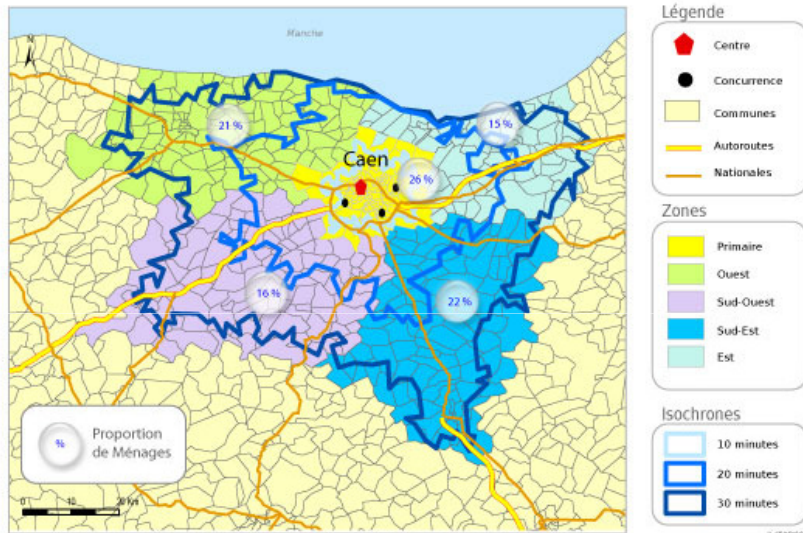 Manche
N
21 %
15 %
Caen
26 %
16 %
22 %
%
Proportion
de Ménages
0
10
20 Km
Légende
Centre
Concurrence
Communes
Autoroutes
Nationales
Zones
Primaire
Ouest
Sud-Ouest
Sud-Est
Est
Isochrones
10 minutes
20 minutes
30 minutes